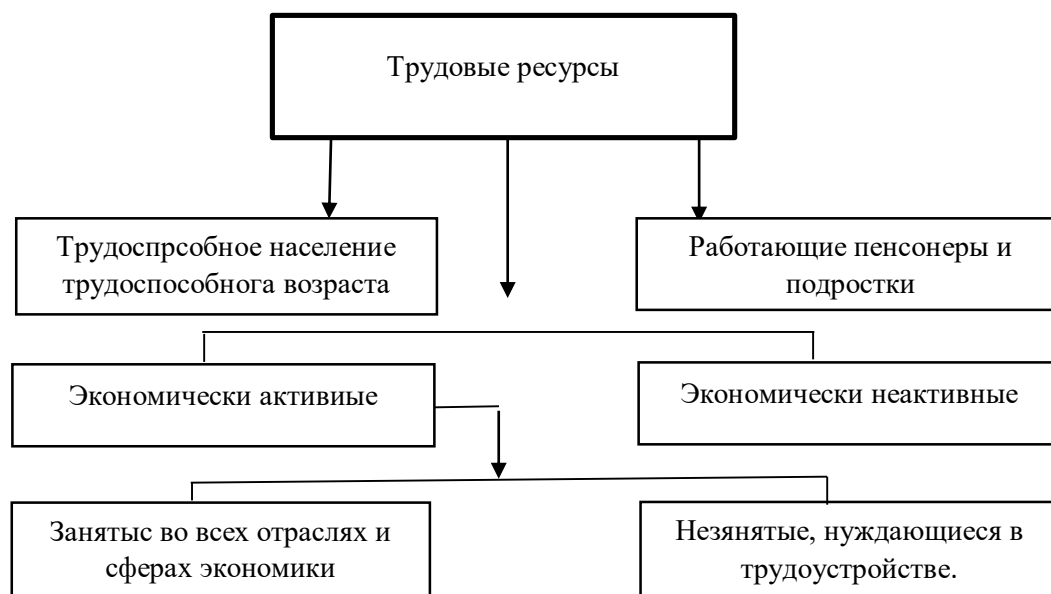 Трудовые ресурсы
Трудоспрсобное население
трудоспособнога возраста
Работающие пенсонеры и
подростки
Экономически активиые
Экономически неактивные
Занятыс во всех отраслях и
сферах экономики
Незянятые, нуждающиеся в
трудоустройстве.